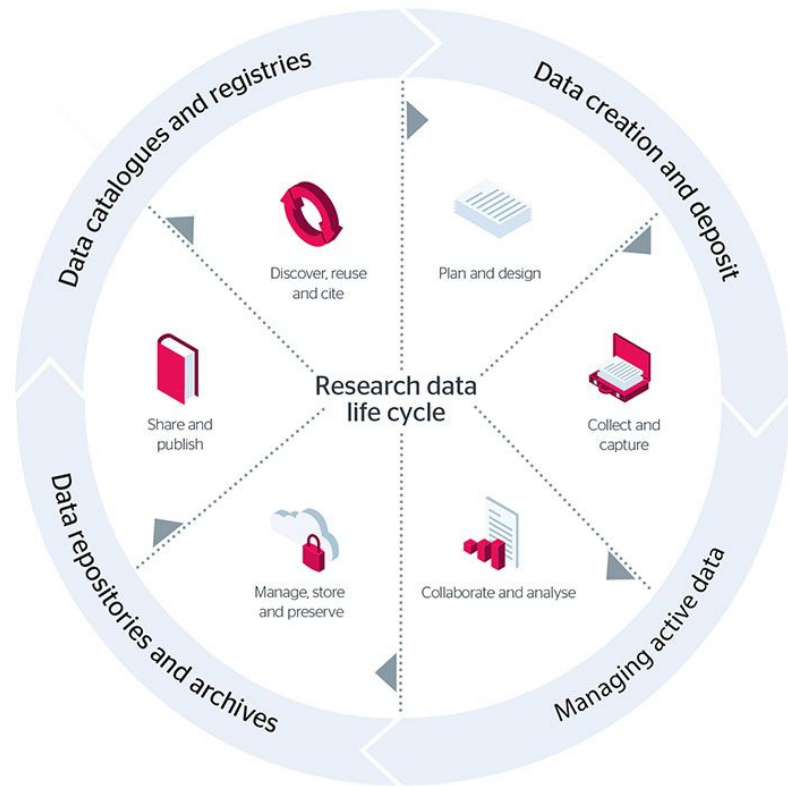 Data catalogues and registries
Data creation and deposit
Discover, reuse
and cite
Plan and design
Research data
life cycle
Share and
publish
Collect and
capture
Manage, store
and preserve
Collaborate and analyse
Data repositories and archives
Managing active data